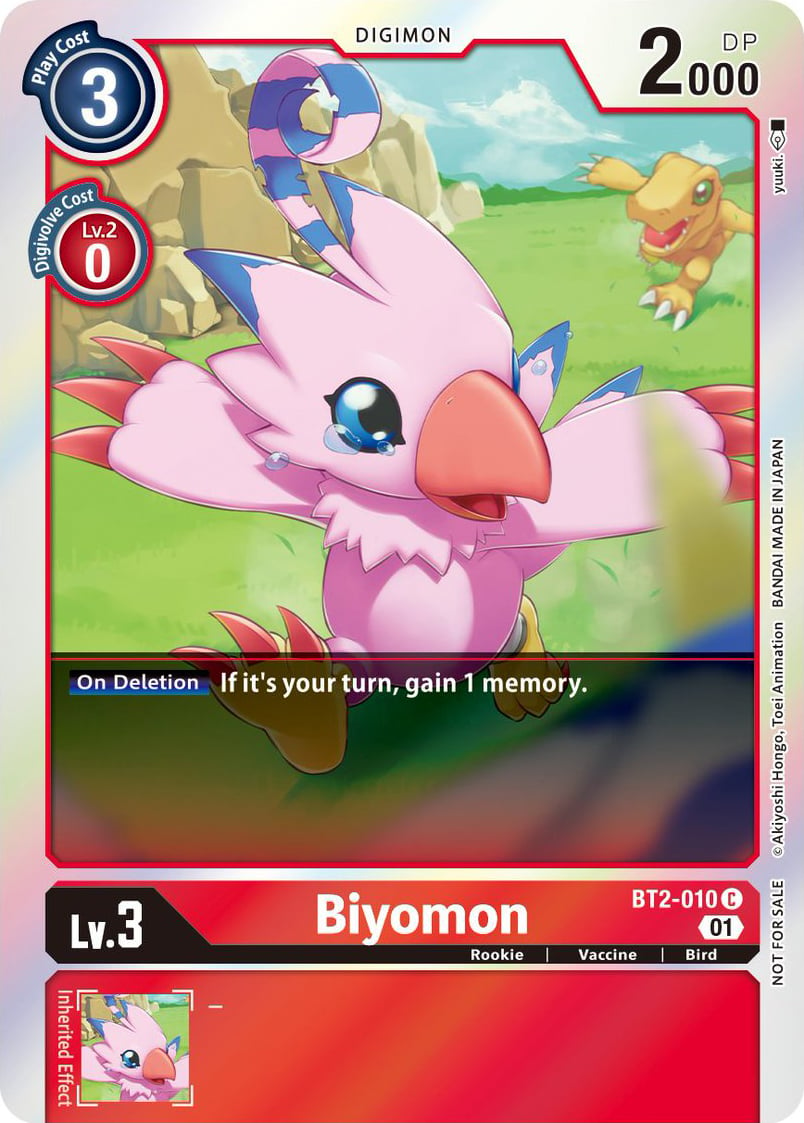 DIGIMON
Play Cost
3
DP
2000
Digivolve Cost
Lv.2
0
yuuki.
On Deletion If it's your turn, gain 1 memory.
© Akiyoshi Hongo, Toei Animation BANDAI MADE IN JAPAN
NOT FOR SALE
Lv.3
Biyomon
BT2-010 C
01
Rookie | Vaccine | Bird
Inherited Effect
–